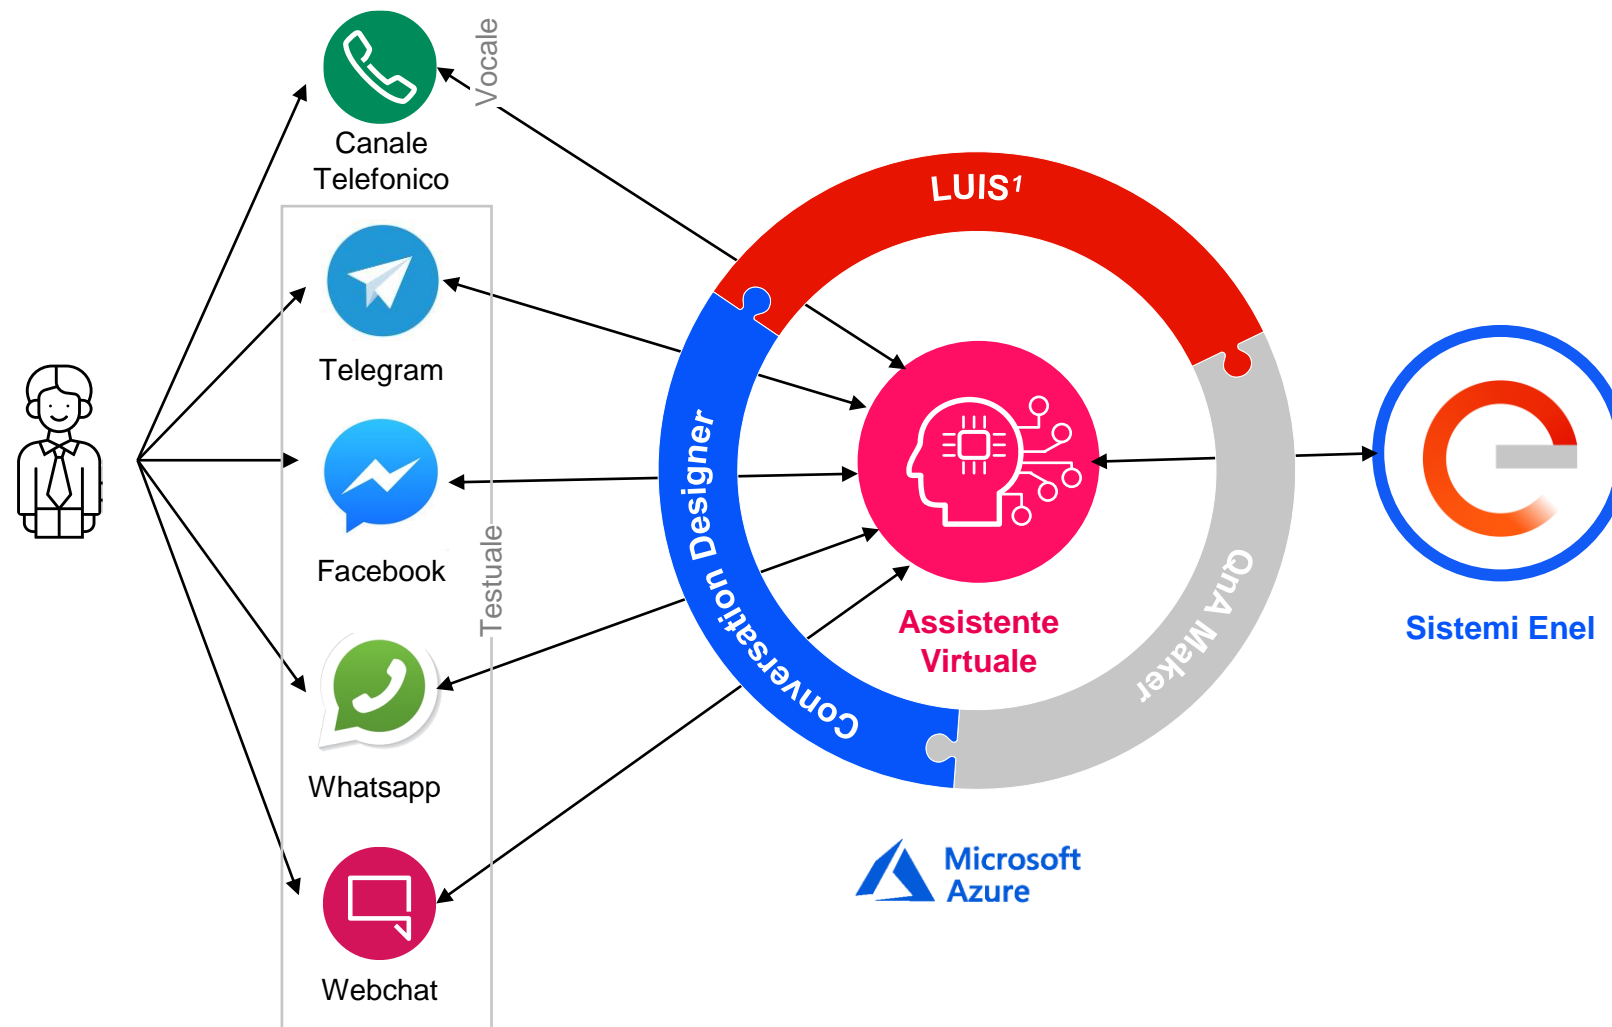 Vocale
Canale
Telefonico
Telegram
Facebook
Testuale
Whatsapp
Webchat
LUIS¹
Conversation Designer
QnA Maker
Assistente
Virtuale
Sistemi Enel
Microsoft
Azure